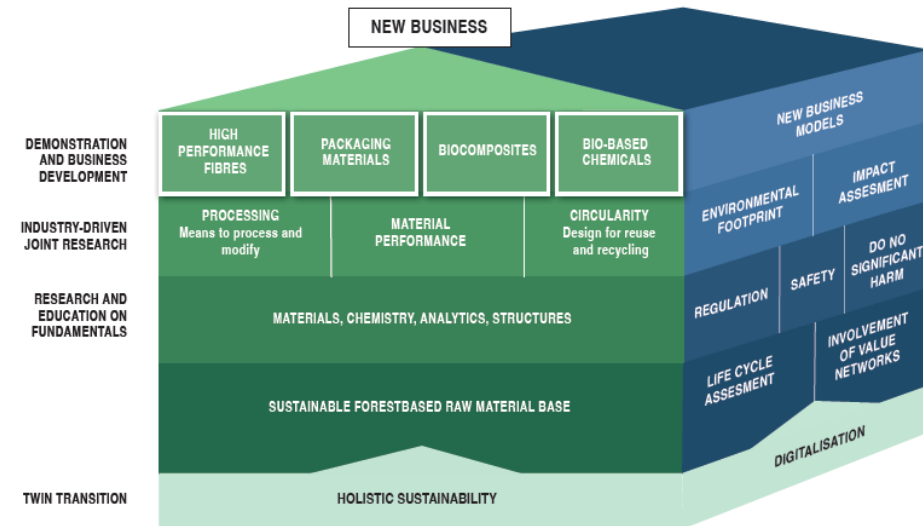 NEW BUSINESS
DEMONSTRATION
AND BUSINESS
DEVELOPMENT
HIGH
PERFORMANCE
FIBRES
PACKAGING
MATERIALS
BIOCOMPOSITES
BIO-BASED
CHEMICALS
NEW BUSINESS
MODELS
INDUSTRY-DRIVEN
JOINT RESEARCH
PROCESSING
Means to process and
modify
MATERIAL
PERFORMANCE
CIRCULARITY
Design for reuse
and recycling
ENVIRONMENTAL
FOOTPRINT
IMPACT
ASSESMENT
RESEARCH AND
EDUCATION ON
FUNDAMENTALS
MATERIALS, CHEMISTRY, ANALYTICS, STRUCTURES
REGULATION
SAFETY
DO NO
SIGNIFICANT
HARM
SUSTAINABLE FORESTBASED RAW MATERIAL BASE
LIFE CYCLE
ASSESMENT
INVOLVEMENT
OF VALUE
NETWORKS
TWIN TRANSITION
HOLISTIC SUSTAINABILITY
DIGITALISATION